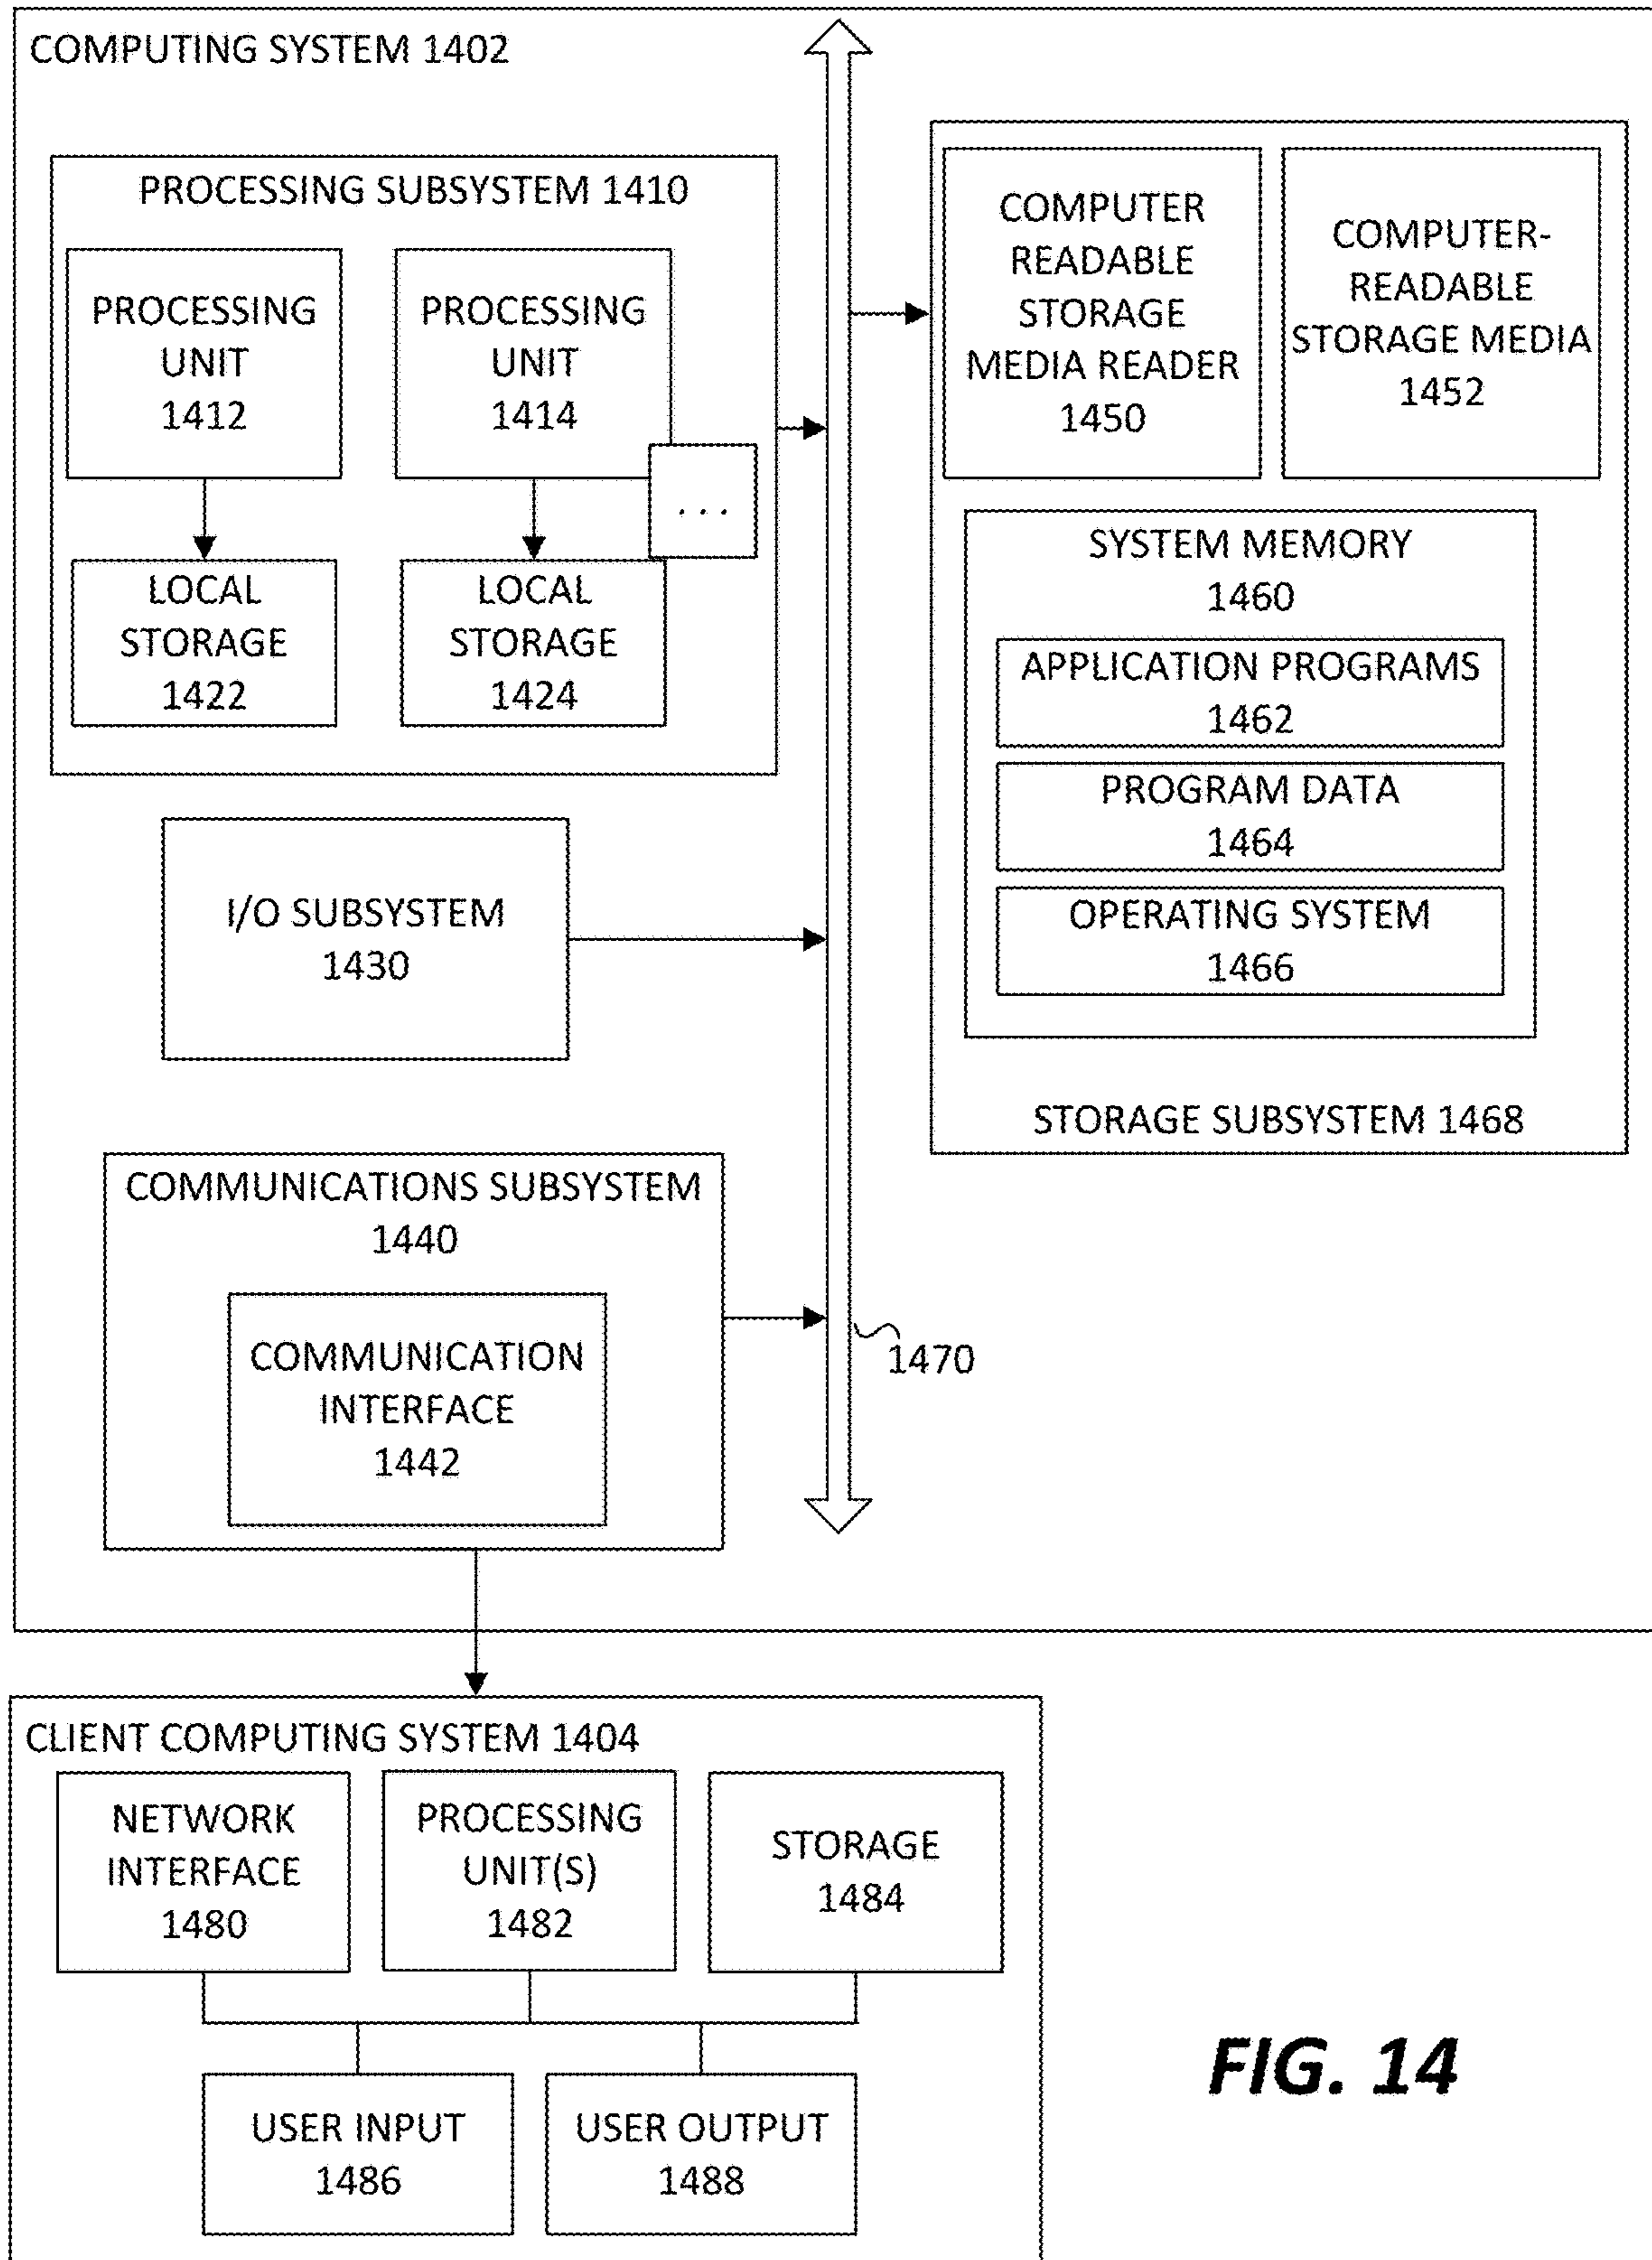 COMPUTING SYSTEM 1402
PROCESSING SUBSYSTEM 1410
PROCESSING
UNIT
1412
PROCESSING
UNIT
1414
. . .
LOCAL
STORAGE
1422
LOCAL
STORAGE
1424
I/O SUBSYSTEM
1430
COMMUNICATIONS SUBSYSTEM
1440
COMMUNICATION
INTERFACE
1442
1470
COMPUTER
READABLE
STORAGE
MEDIA READER
1450
COMPUTER-
READABLE
STORAGE MEDIA
1452
SYSTEM MEMORY
1460
APPLICATION PROGRAMS
1462
PROGRAM DATA
1464
OPERATING SYSTEM
1466
STORAGE SUBSYSTEM 1468
CLIENT COMPUTING SYSTEM 1404
NETWORK
INTERFACE
1480
PROCESSING
UNIT(S)
1482
STORAGE
1484
USER INPUT
1486
USER OUTPUT
1488
FIG. 14